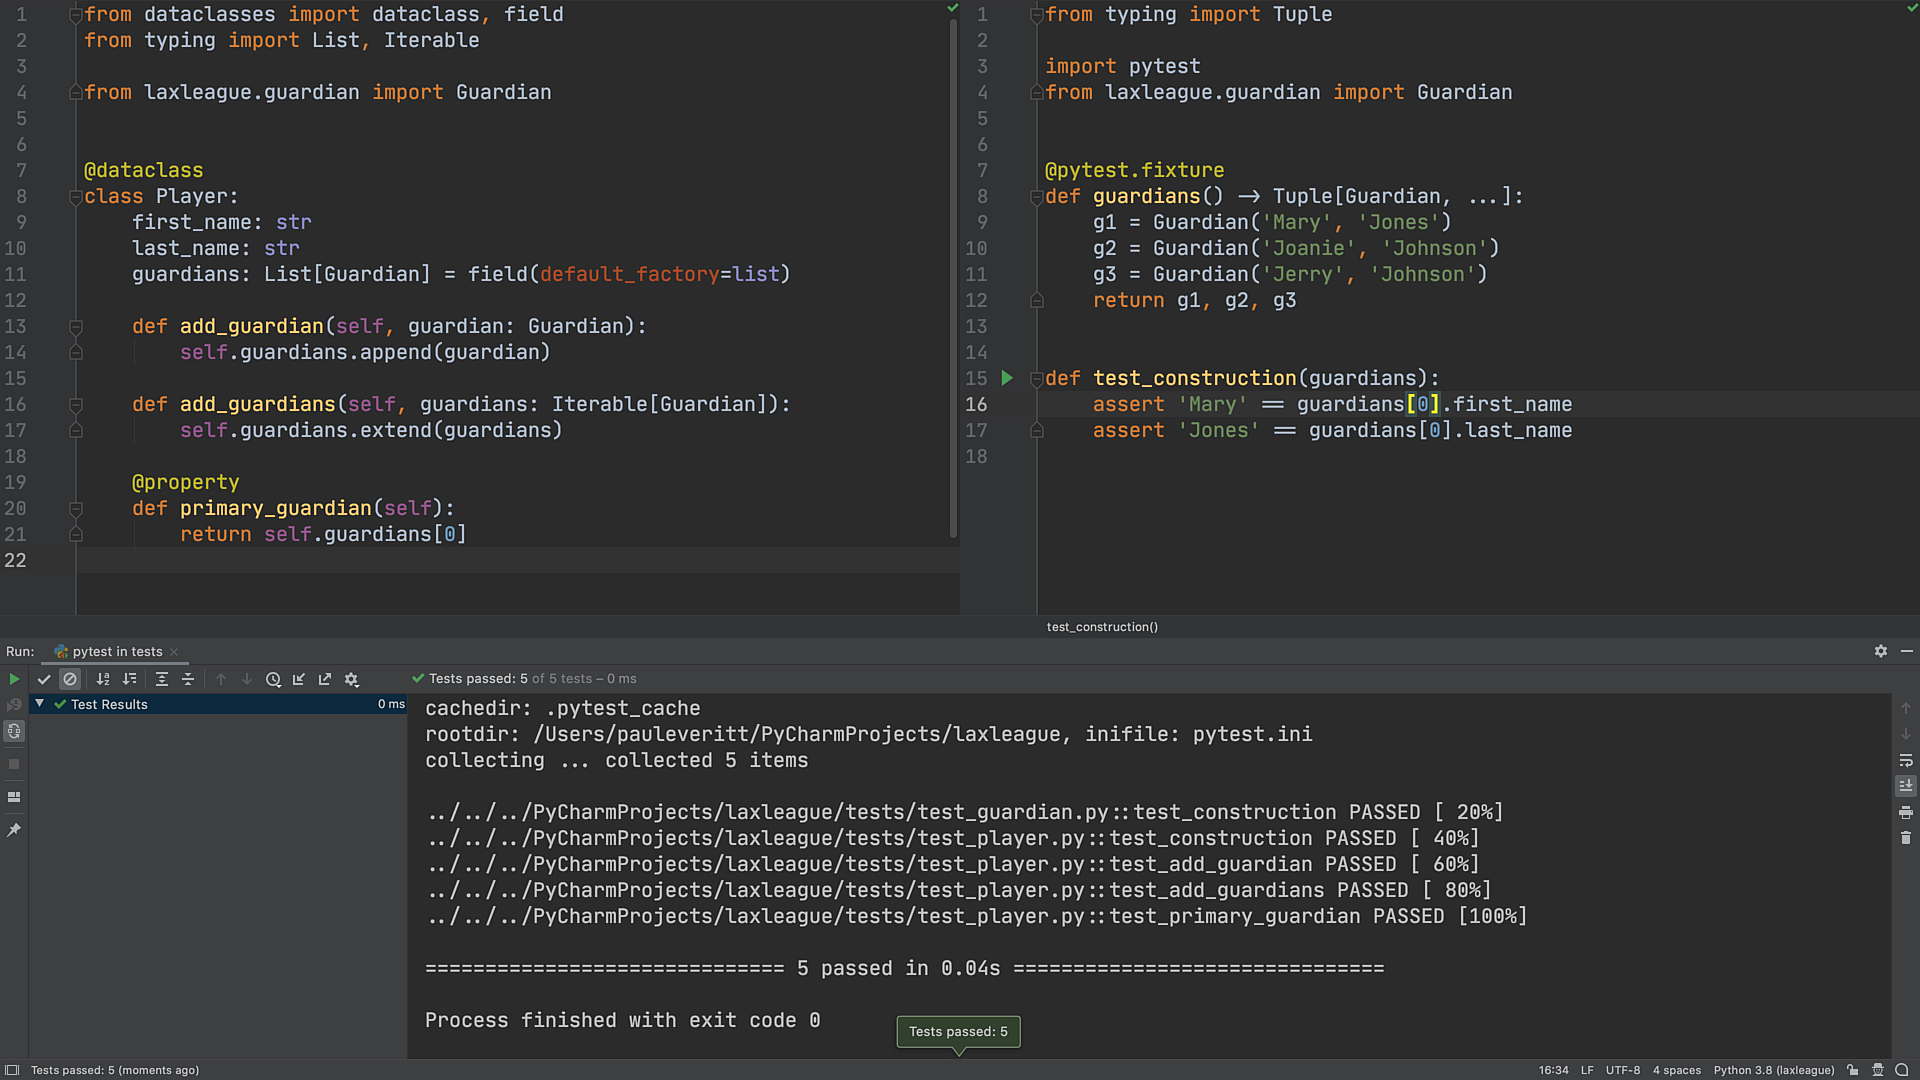 1 from dataclasses import dataclass, field
2 from typing import List, Iterable
3
4 from laxleague.guardian import Guardian
5
6
7 @dataclass
8 class Player:
9     first_name: str
10     last_name: str
11     guardians: List[Guardian] = field(default_factory=list)
12
13     def add_guardian(self, guardian: Guardian):
14         self.guardians.append(guardian)
15
16     def add_guardians(self, guardians: Iterable[Guardian]):
17         self.guardians.extend(guardians)
18
19     @property
20     def primary_guardian(self):
21         return self.guardians[0]
22
1 from typing import Tuple
2
3 import pytest
4 from laxleague.guardian import Guardian
5
6
7 @pytest.fixture
8 def guardians() -> Tuple[Guardian, ...]:
9     g1 = Guardian('Mary', 'Jones')
10     g2 = Guardian('Joanie', 'Johnson')
11     g3 = Guardian('Jerry', 'Johnson')
12     return g1, g2, g3
13
14
15 def test_construction(guardians):
16     assert 'Mary' == guardians[0].first_name
17     assert 'Jones' == guardians[0].last_name
18
test_construction()
Run: pytest in tests
Tests passed: 5 of 5 tests – 0 ms
Test Results 0 ms
cachedir: .pytest_cache
rootdir: /Users/pauleveritt/PyCharmProjects/laxleague, inifile: pytest.ini
collecting ... collected 5 items
../../../PyCharmProjects/laxleague/tests/test_guardian.py::test_construction PASSED [ 20%]
../../../PyCharmProjects/laxleague/tests/test_player.py::test_construction PASSED [ 40%]
../../../PyCharmProjects/laxleague/tests/test_player.py::test_add_guardian PASSED [ 60%]
../../../PyCharmProjects/laxleague/tests/test_player.py::test_add_guardians PASSED [ 80%]
../../../PyCharmProjects/laxleague/tests/test_player.py::test_primary_guardian PASSED [100%]
============================== 5 passed in 0.04s ===============================
Process finished with exit code 0
Tests passed: 5
Tests passed: 5 (moments ago)
16:34 LF UTF-8 4 spaces Python 3.8 (laxleague)